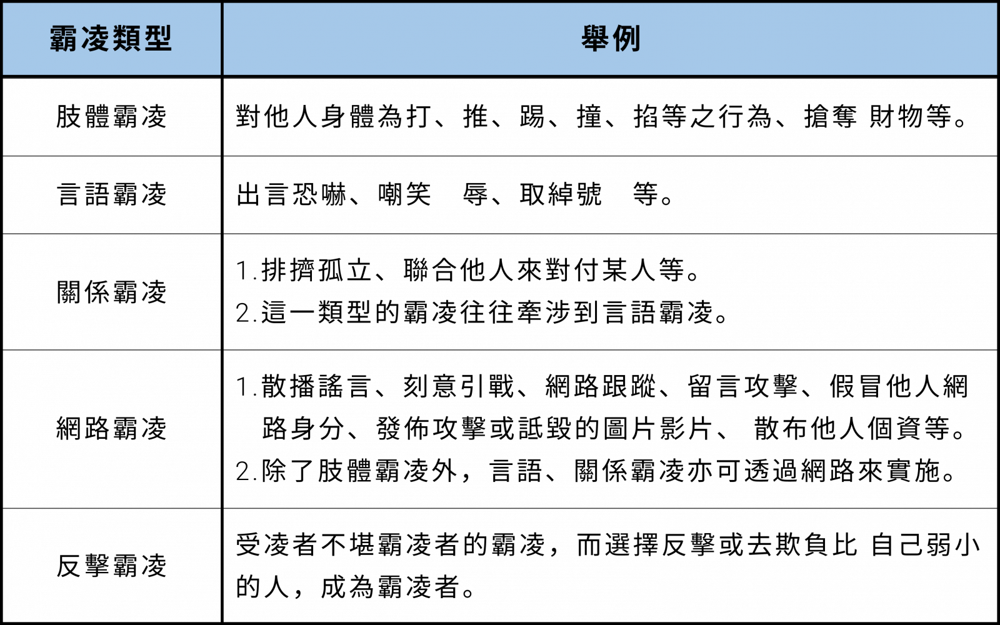 霸凌類型 舉例
肢體霸凌 對他人身體為打、推、踢、撞、掐等之行為、搶奪 財物等。
言語霸凌 出言恐嚇、嘲笑　辱、取綽號　等。
關係霸凌
1.排擠孤立、聯合他人來對付某人等。
2.這一類型的霸凌往往牽涉到言語霸凌。
網路霸凌
1.散播謠言、刻意引戰、網路跟蹤、留言攻擊、假冒他人網
路身分、發佈攻擊或詆毀的圖片影片、 散布他人個資等。
2.除了肢體霸凌外，言語、關係霸凌亦可透過網路來實施。
反擊霸凌
受凌者不堪霸凌者的霸凌，而選擇反擊或去欺負比 自己弱小
的人，成為霸凌者。